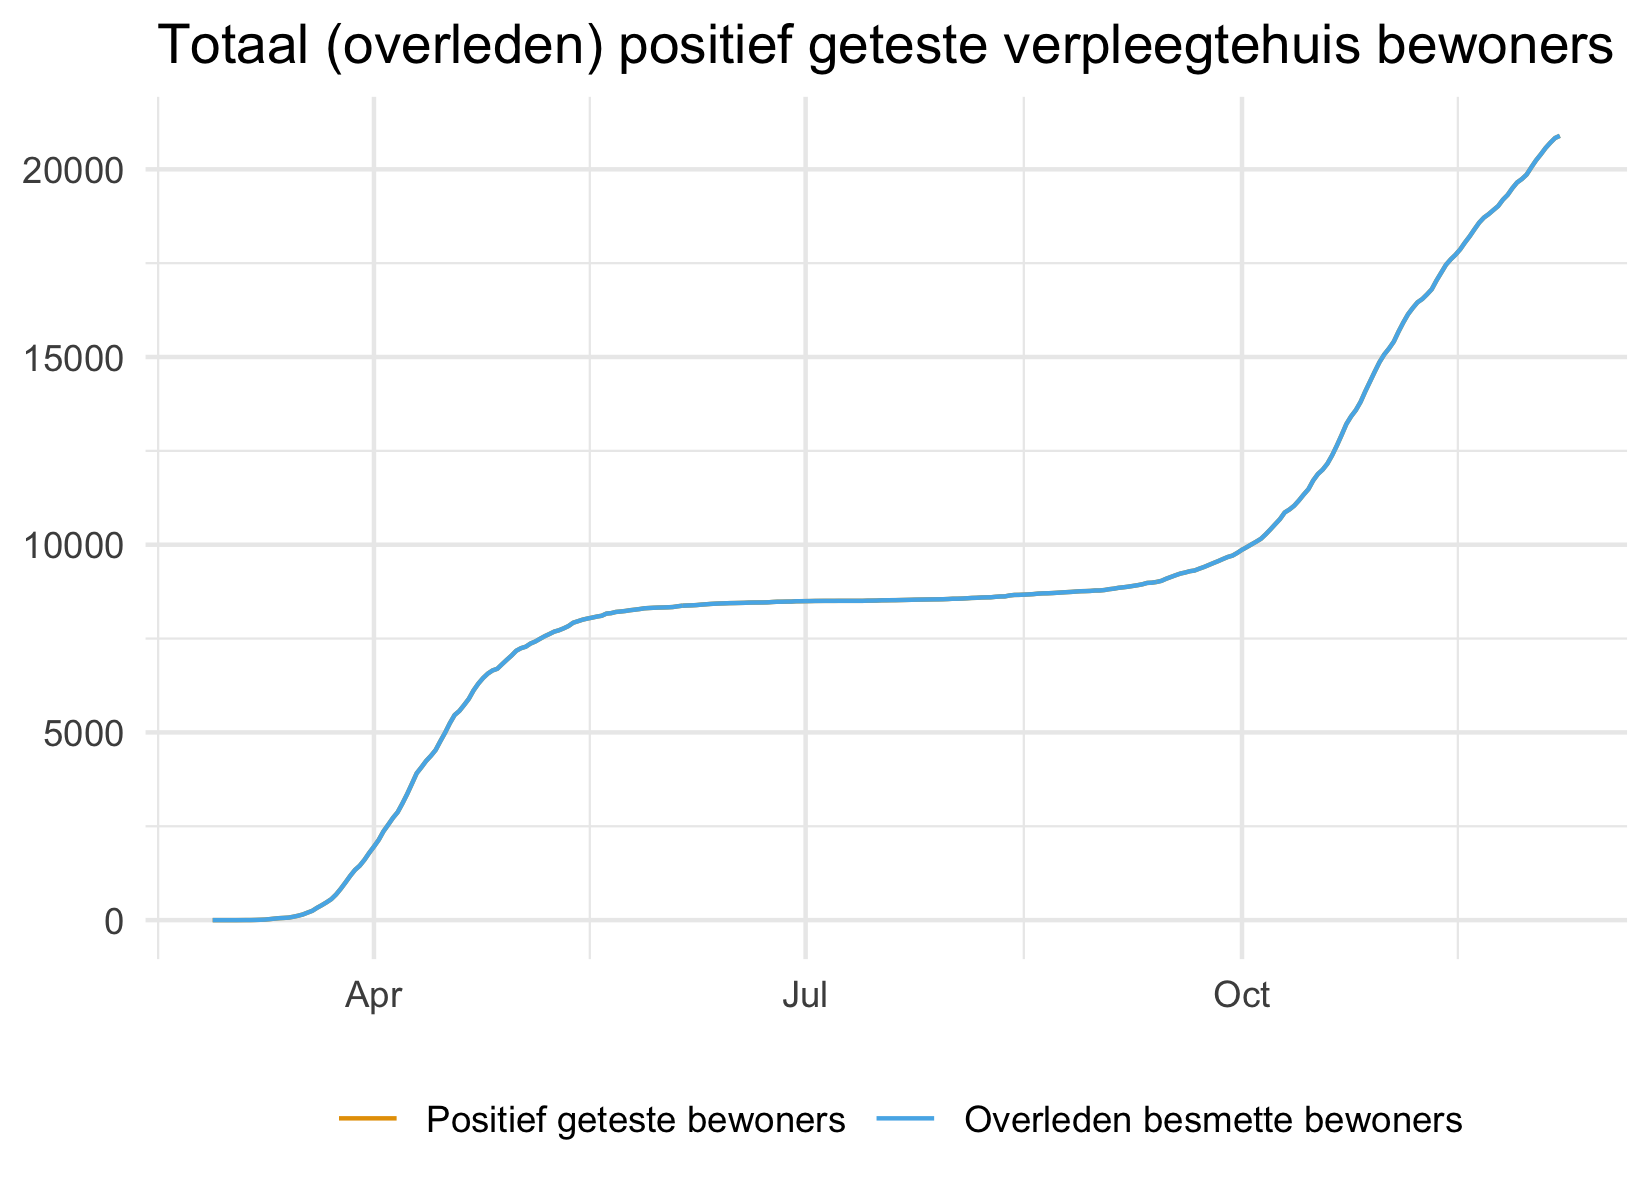 Totaal (overleden) positief geteste verpleegtehuis bewoners
20000
15000
10000
5000
0
Apr Jul Oct
Positief geteste bewoners Overleden besmette bewoners